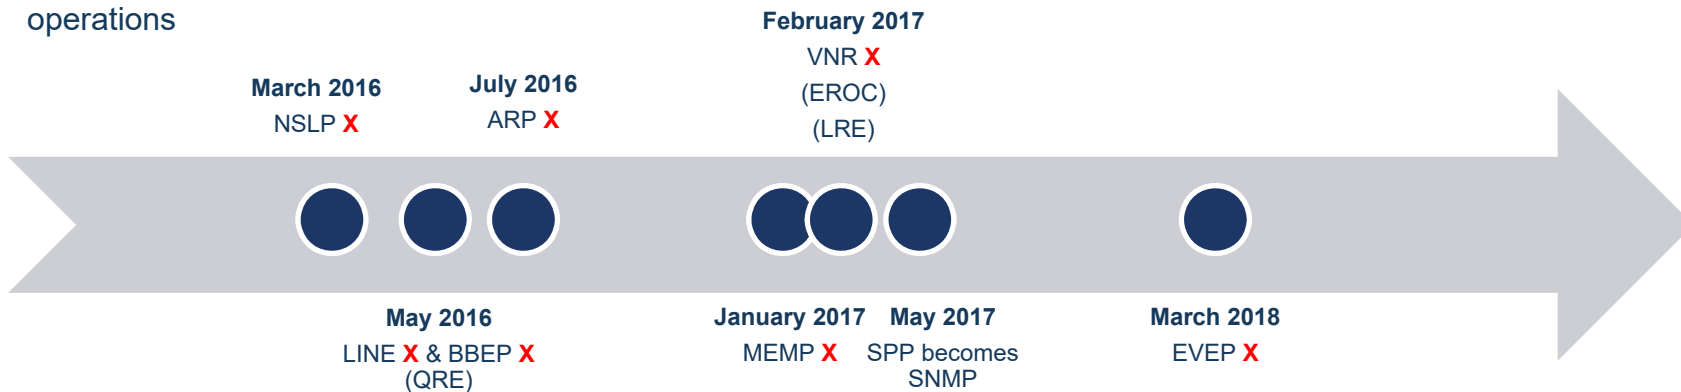 operations
March 2016
NSLP X
July 2016
ARP X
February 2017
VNR X
(EROC)
(LRE)
May 2016
LINE X & BBEP X
(QRE)
January 2017
MEMP X
May 2017
SPP becomes
SNMP
March 2018
EVEP X